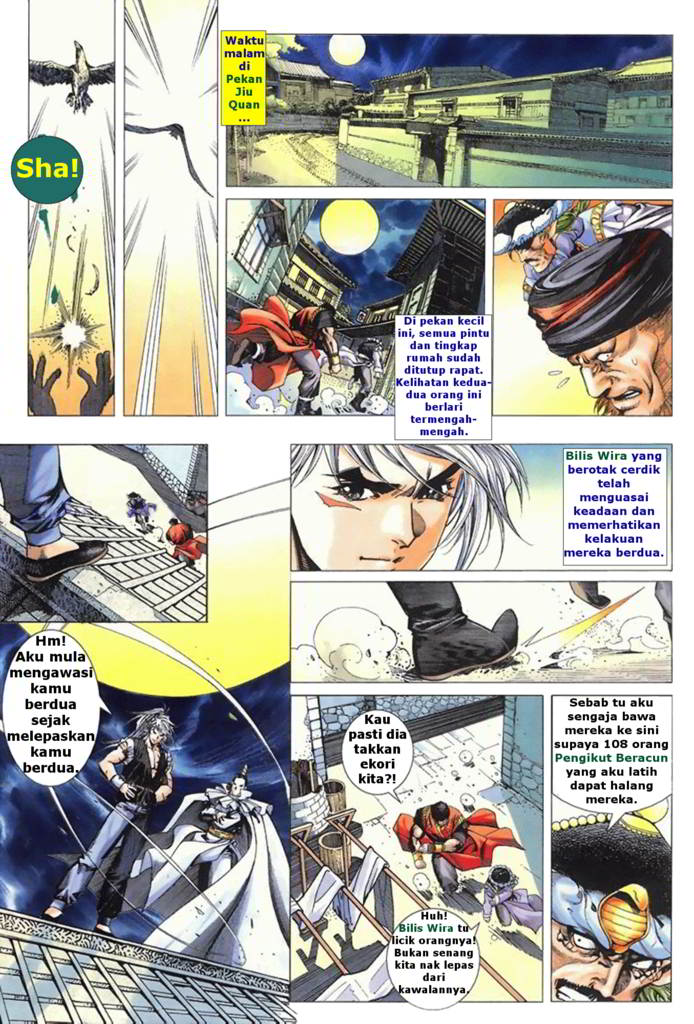 Sha!
Waktu
malam
di
Pekan
Jiu
Quan
...
Di pekan kecil
ini, semua pintu
dan tingkap
rumah sudah
ditutup rapat.
Kelihatan kedua-
dua orang ini
berlari
termengah-
mengah.
Bilis Wira yang
berotak cerdik
telah
menguasai
keadaan dan
memerhatikan
kelakuan
mereka berdua.
Hm!
Aku mula
mengawasi
kamu
berdua
sejak
melepaskan
kamu
berdua.
Kau
pasti dia
takkan
ekori
kita?!
Huh!
Bilis Wira tu
licik orangnya!
Bukan senang
kita nak lepas
dari
kawalannya.
Sebab tu aku
sengaja bawa
mereka ke sini
supaya 108 orang
Pengikut Beracun
yang aku latih
dapat halang
mereka.